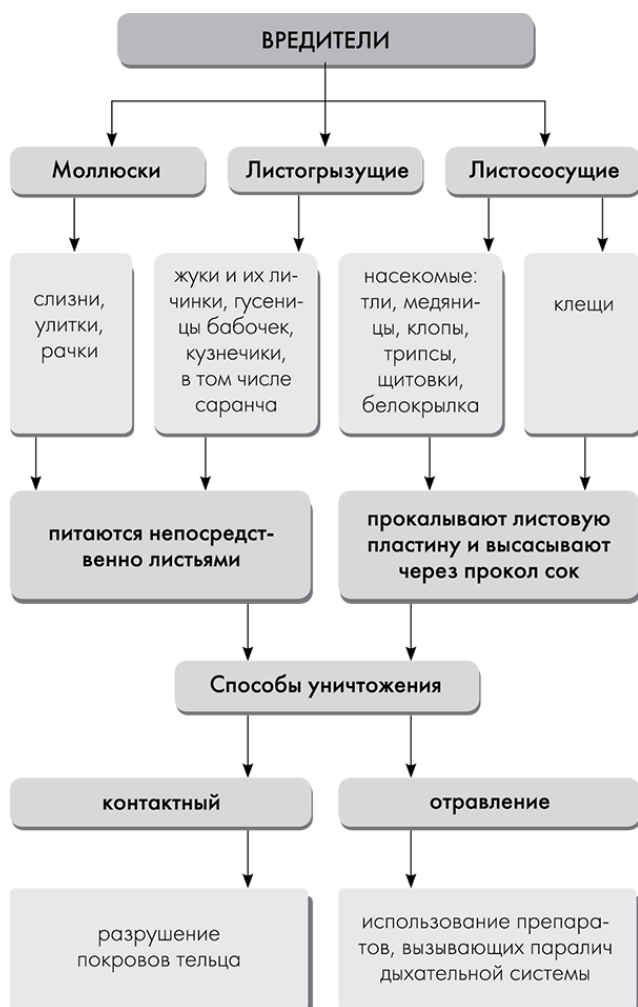 ВРЕДИТЕЛИ
Моллюски
Листогрызущие
Листососущие
слизни,
улитки,
рачки
жуки и их ли-
чинки, гусени-
цы бабочек,
кузнечики,
в том числе
саранча
насекомые:
тли, медяни-
цы, клопы,
трипсы,
щитовки,
белокрылка
клещи
питаются непосредст-
венно листьями
прокалывают листовую
пластину и высасывают
через прокол сок
Способы уничтожения
контактный
отравление
разрушение
покровов тельца
использование препара-
тов, вызывающих паралич
дыхательной системы